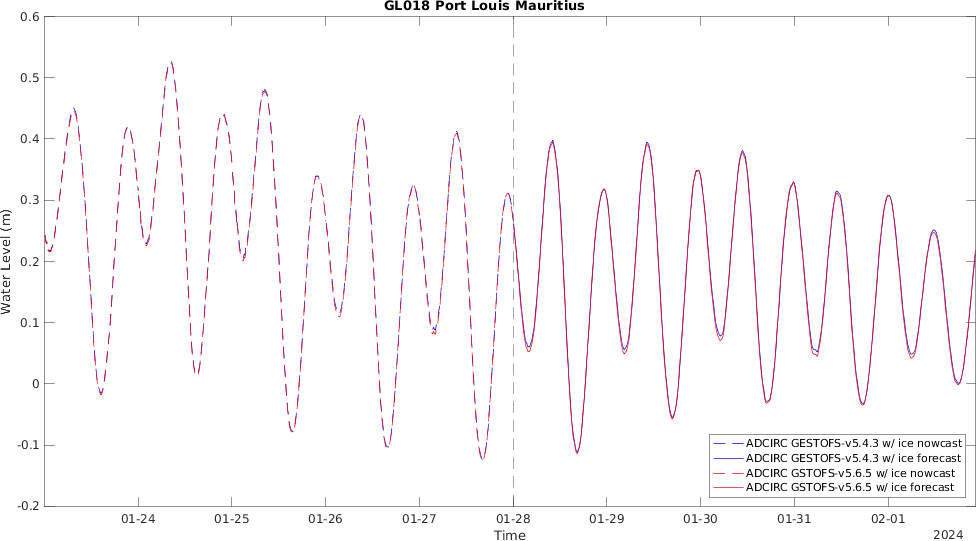 GL018 Port Louis Mauritius
0.6
0.5
0.4
0.3
0.2
0.1
0
-0.1
-0.2
Water Level (m)
ADCIRC GESTOFS-v5.4.3 w/ ice nowcast
ADCIRC GESTOFS-v5.4.3 w/ ice forecast
ADCIRC GSTOFS-v5.6.5 w/ ice nowcast
ADCIRC GSTOFS-v5.6.5 w/ ice forecast
01-24 01-25 01-26 01-27 01-28 01-29 01-30 01-31 02-01
Time
2024